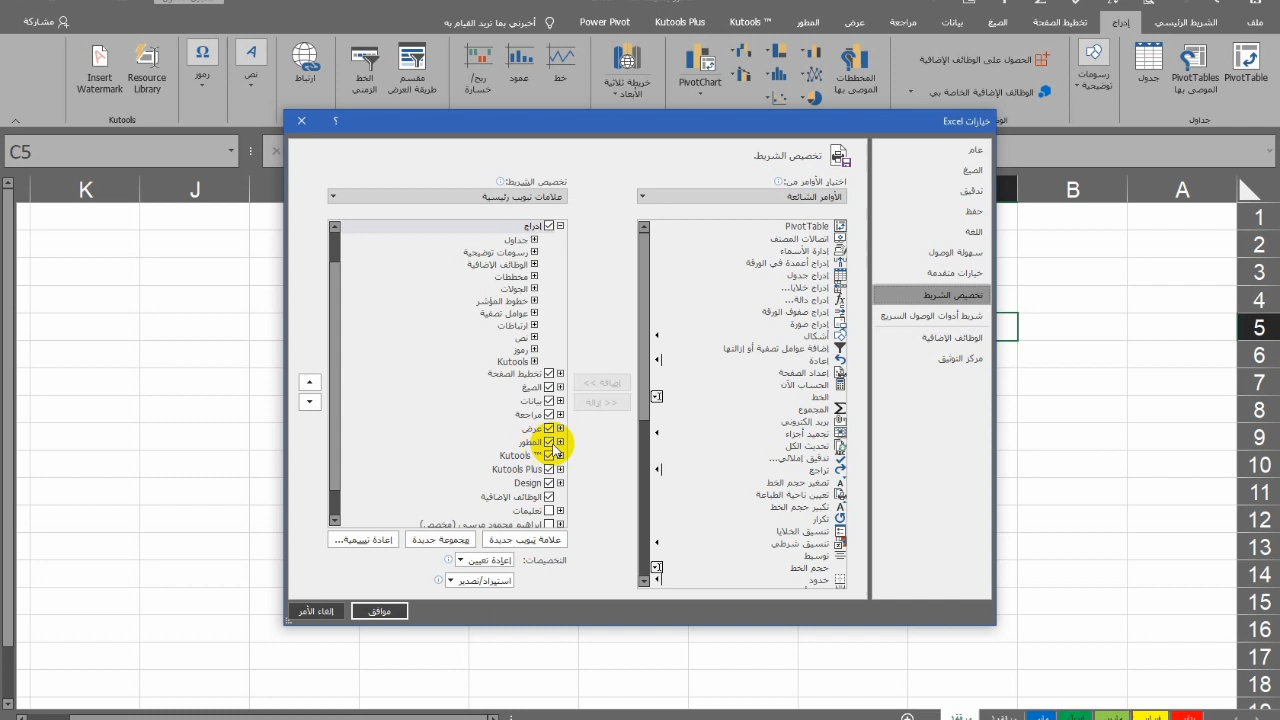 ملف
الشريط الرئيسي
إدراج
تخطيط الصفحة
الصيغ
بيانات
مراجعة
عرض
المطور
Kutools ™
Kutools Plus
Power Pivot
أخبرني بما تريد القيام به
مشاركة
PivotTable
PivotTables
الموصى بها
جدول
جداول
رسومات
توضيحية
الحصول على الوظائف الإضافية
الوظائف الإضافية الخاصة بي
المخططات
الموصى بها
PivotChart
خريطة ثلاثية
الأبعاد
خط
عمود
ربح/
خسارة
مقسم
طريقة العرض
الخط
الزمني
ارتباط
نص
رموز
Resource
Library
Insert
Watermark
Kutools
C5
A
B
J
K
1
2
3
4
5
6
7
8
9
10
11
12
13
14
15
16
17
18
خيارات Excel
؟
عام
الصيغ
تدقيق
حفظ
اللغة
سهولة الوصول
خيارات متقدمة
تخصيص الشريط
شريط أدوات الوصول السريع
الوظائف الإضافية
مركز التوثيق
تخصيص الشريط.
اختيار الأوامر من:
الأوامر الشائعة
PivotTable
اتصالات المصنف
إدارة الأسماء
إدراج أعمدة في الورقة
إدراج جدول
إدراج خلايا...
إدراج دالة...
إدراج صفوف الورقة
إدراج صورة
أشكال
إضافة عوامل تصفية أو إزالتها
إعادة
إعداد الصفحة
الحساب الآن
الخط
المجموع
بريد إلكتروني
تجميد أجزاء
تحديث الكل
تدقيق إملائي...
تراجع
تصغير حجم الخط
تعيين ناحية الطباعة
تكبير حجم الخط
تكرار
تنسيق الخلايا
تنسيق شرطي
توسيط
حجم الخط
حدود
إضافة >>
<< إزالة
تخصيص الشريط:
علامات تبويب رئيسية
إدراج
جداول
رسومات توضيحية
الوظائف الإضافية
مخططات
الجولات
خطوط المؤشر
عوامل تصفية
ارتباطات
نص
رموز
Kutools
تخطيط الصفحة
الصيغ
بيانات
مراجعة
عرض
المطور
Kutools ™
Kutools Plus
Design
الوظائف الإضافية
تعليمات
ابراهيم محمود مرسي (مخصص)
علامة تبويب جديدة
مجموعة جديدة
إعادة تسمية...
التخصيصات:
إعادة تعيين
استيراد/تصدير
موافق
إلغاء الأمر